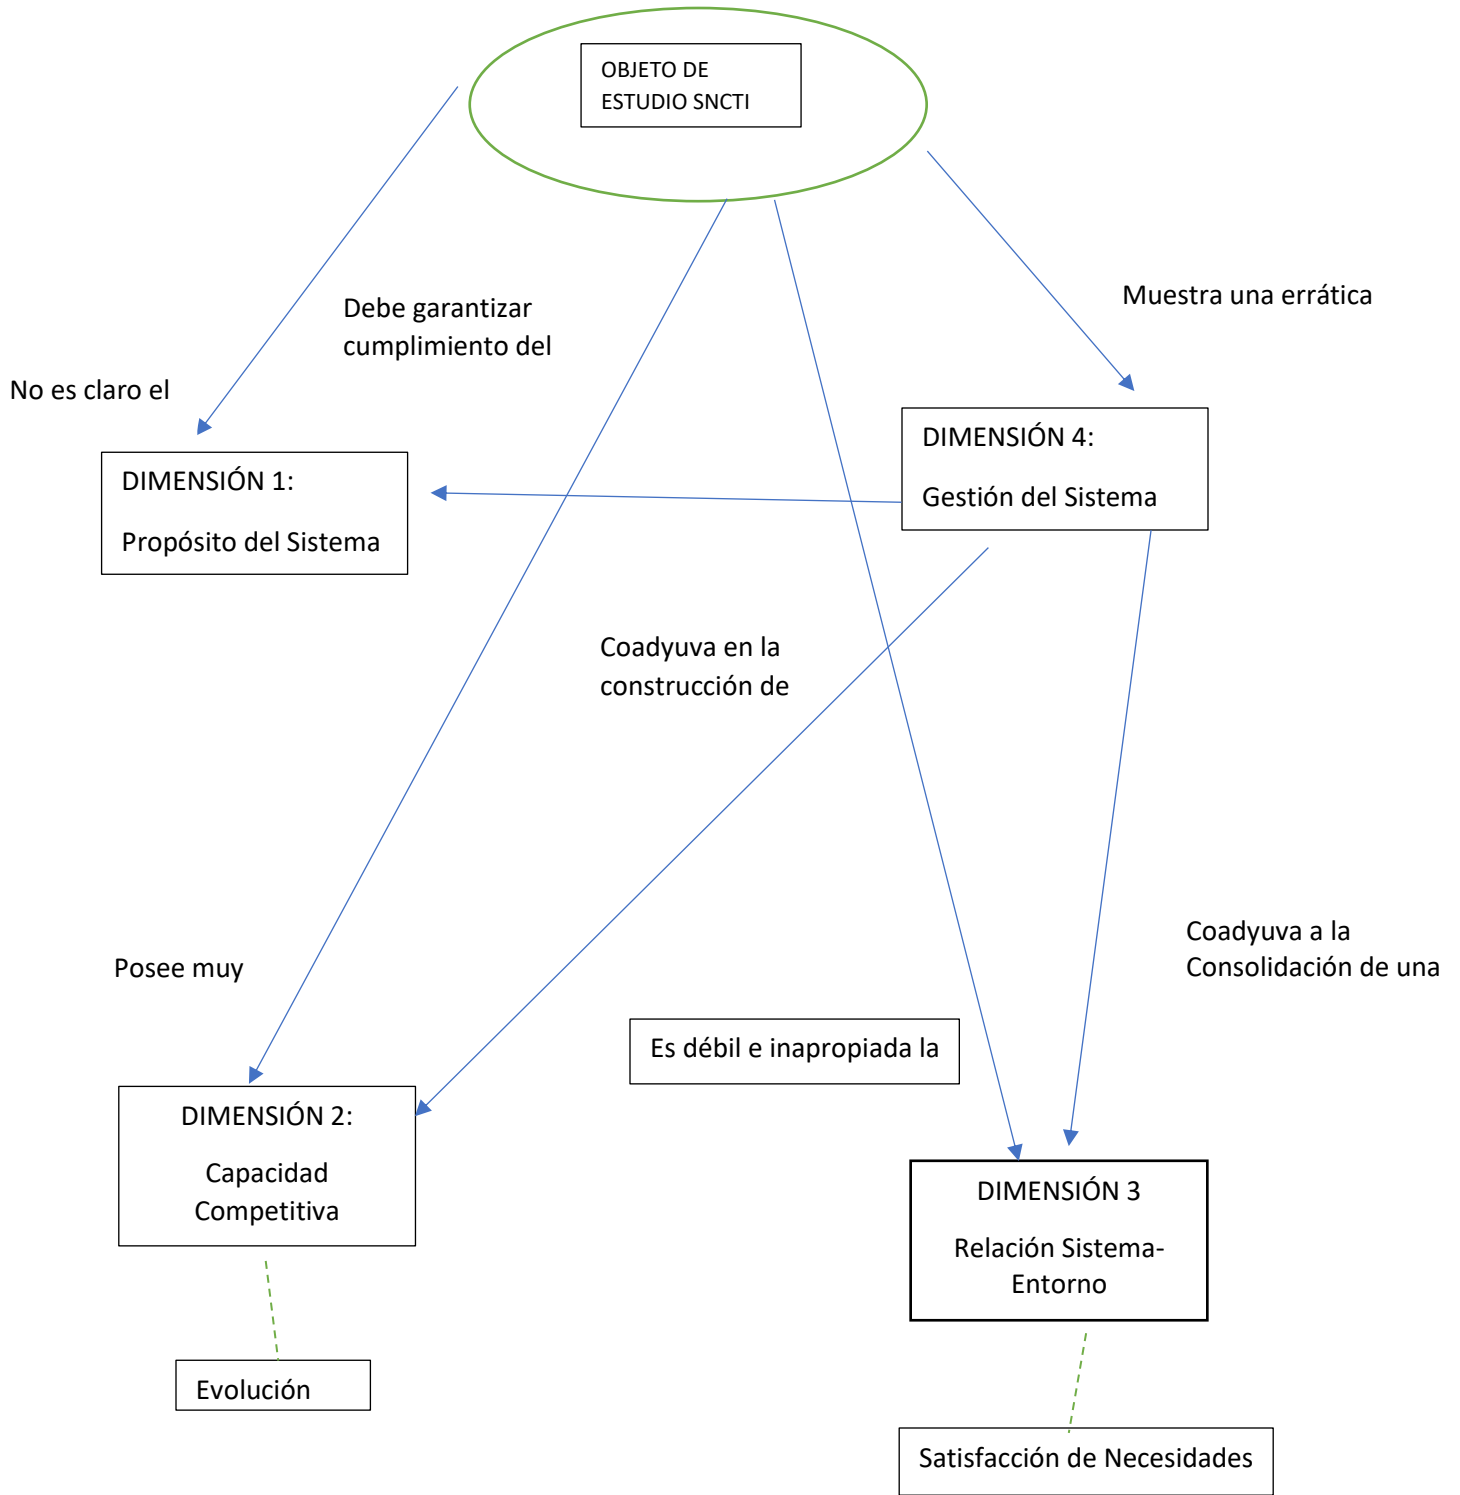 OBJETO DE
ESTUDIO SNCTI
Debe garantizar
cumplimiento del
Muestra una errática
No es claro el
DIMENSIÓN 1:
Propósito del Sistema
DIMENSIÓN 4:
Gestión del Sistema
Coadyuva en la
construcción de
Posee muy
Coadyuva a la
Consolidación de una
Es débil e inapropiada la
DIMENSIÓN 2:
Capacidad
Competitiva
DIMENSIÓN 3
Relación Sistema-
Entorno
Evolución
Satisfacción de Necesidades